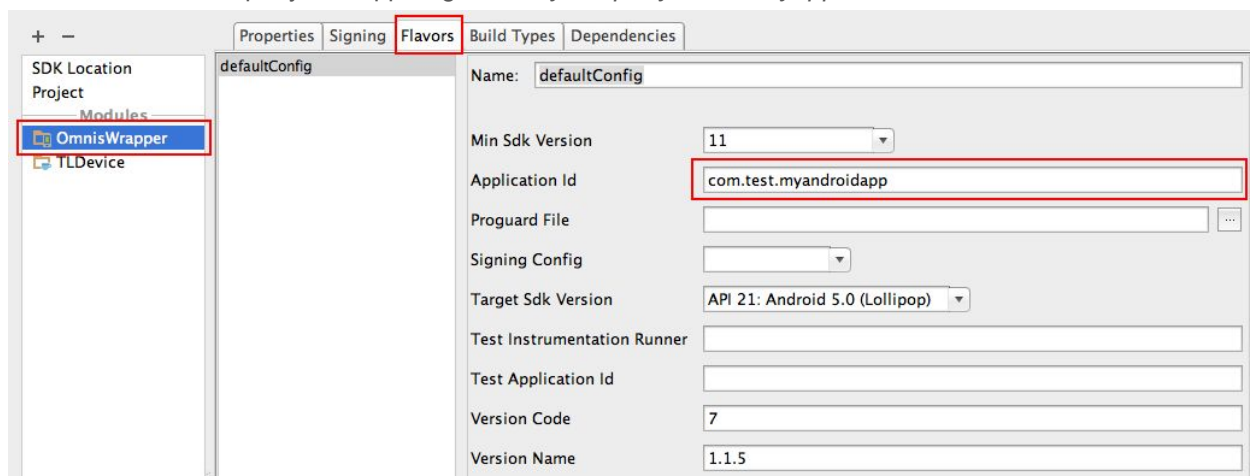 + −
Properties Signing Flavors Build Types Dependencies
SDK Location
Project
Modules
OmnisWrapper
TLDevice
defaultConfig
Name: defaultConfig
Min Sdk Version 11
Application Id com.test.myandroidapp
Proguard File ...
Signing Config
Target Sdk Version API 21: Android 5.0 (Lollipop)
Test Instrumentation Runner
Test Application Id
Version Code 7
Version Name 1.1.5